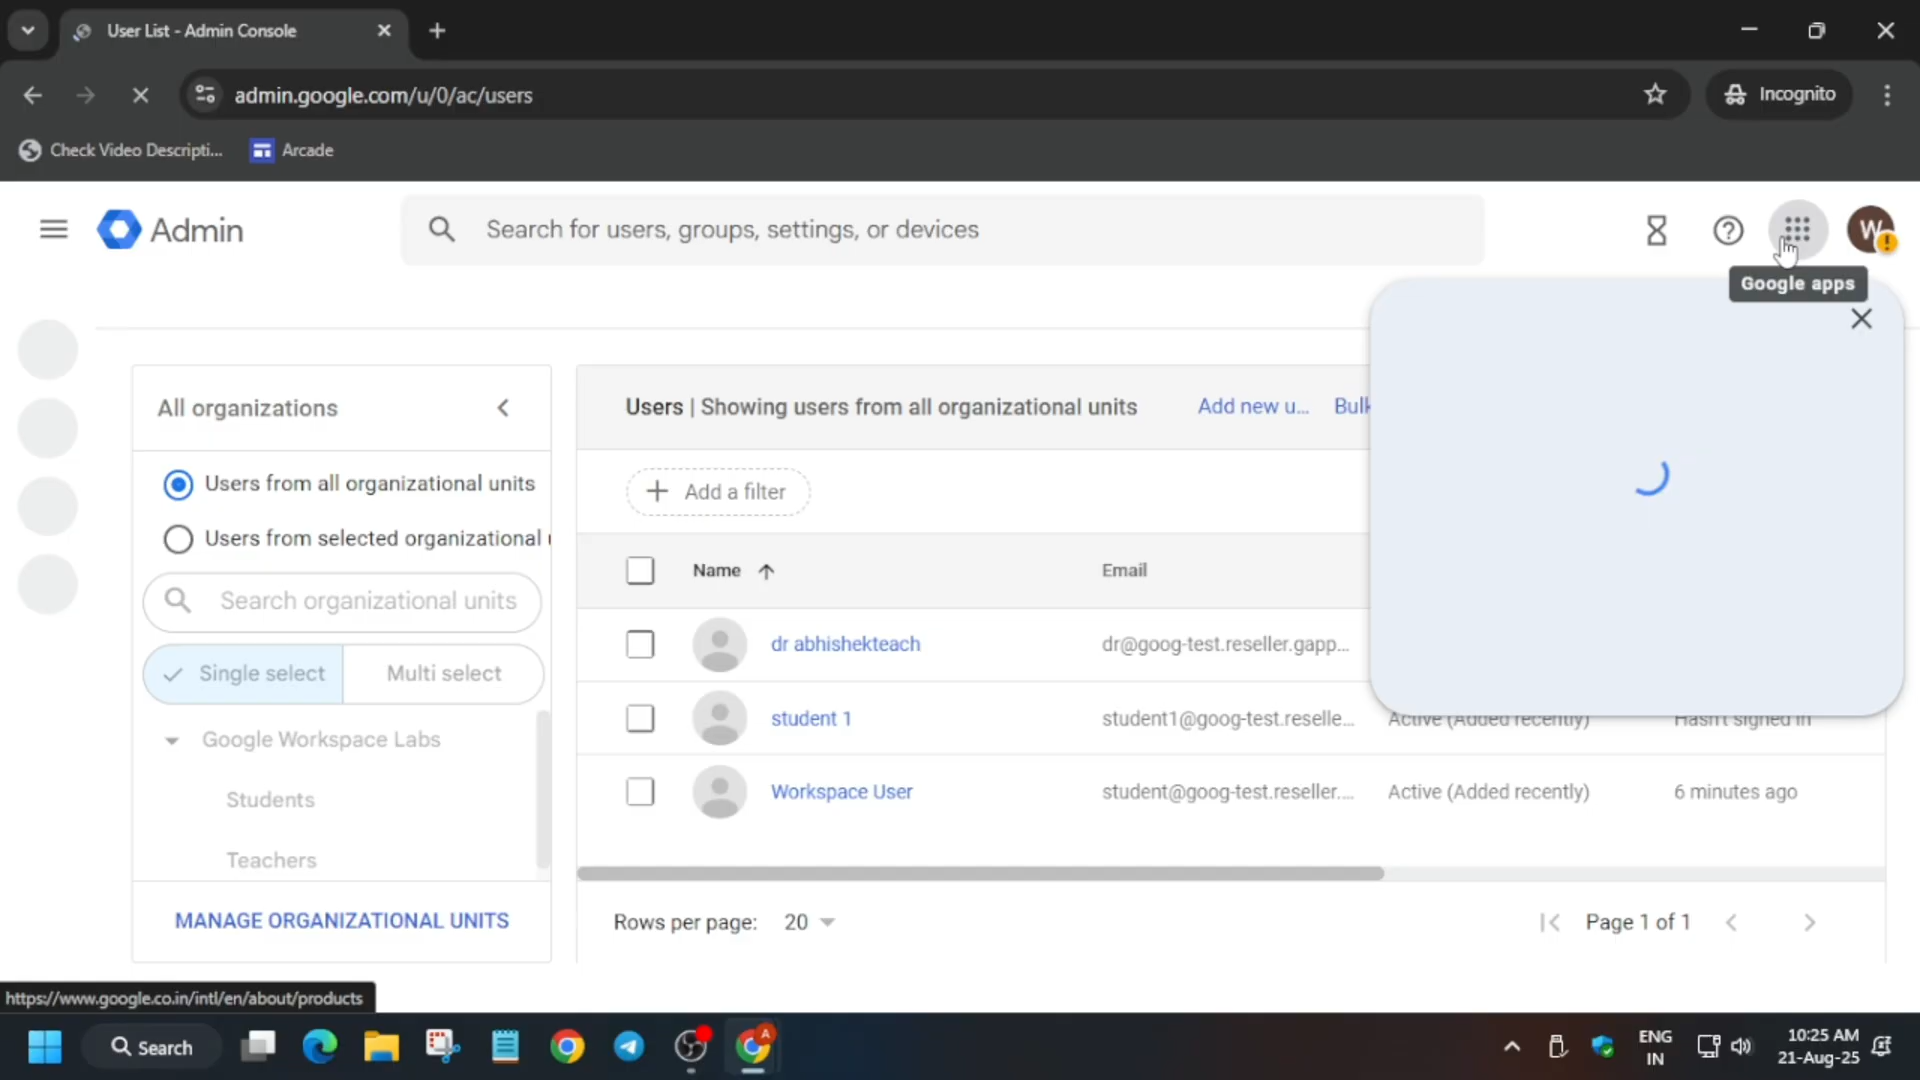 User List - Admin Console
admin.google.com/u/0/ac/users
Incognito
Check Video Descripti...
Arcade
Admin
Search for users, groups, settings, or devices
W
Google apps
All organizations
Users | Showing users from all organizational units
Add new u...
Bulk
Users from all organizational units
Add a filter
Users from selected organizational
Name
Email
Search organizational units
dr abhishekteach
dr@goog-test.reseller.gapp...
Single select
Multi select
student 1
student1@goog-test.reselle...
Active (Added recently)
Hasn't signed in
Google Workspace Labs
Workspace User
student@goog-test.reseller....
Active (Added recently)
6 minutes ago
Students
Teachers
MANAGE ORGANIZATIONAL UNITS
Rows per page:
20
Page 1 of 1
https://www.google.co.in/intl/en/about/products
Search
A
ENG
IN
10:25 AM
21-Aug-25